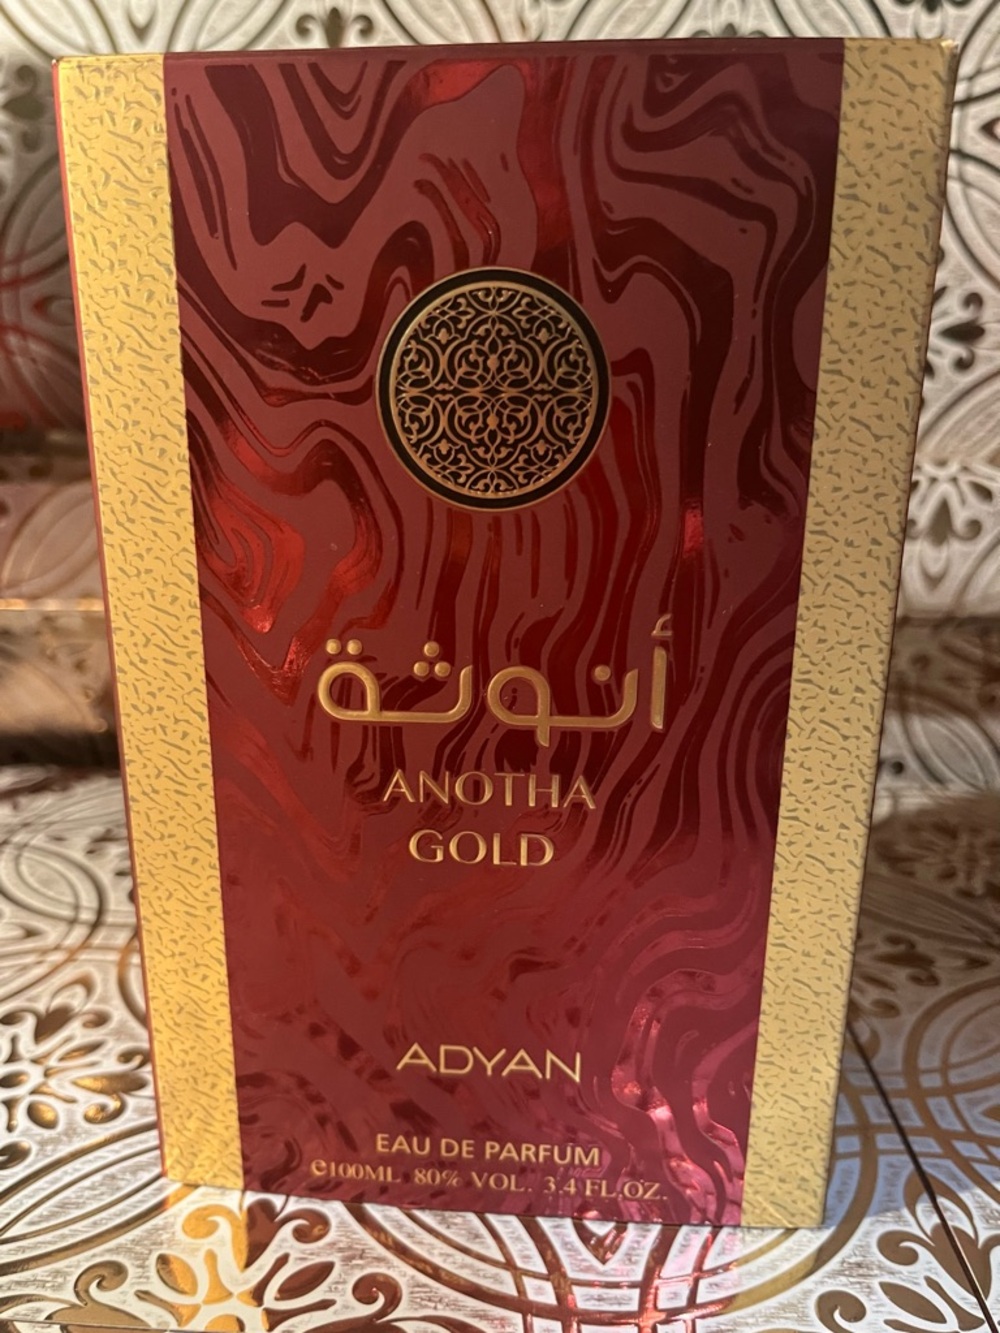 أنوثة
ANOTHA
GOLD
ADYAN
EAU DE PARFUM
℮100ML 80% VOL. 3.4 FL.OZ.